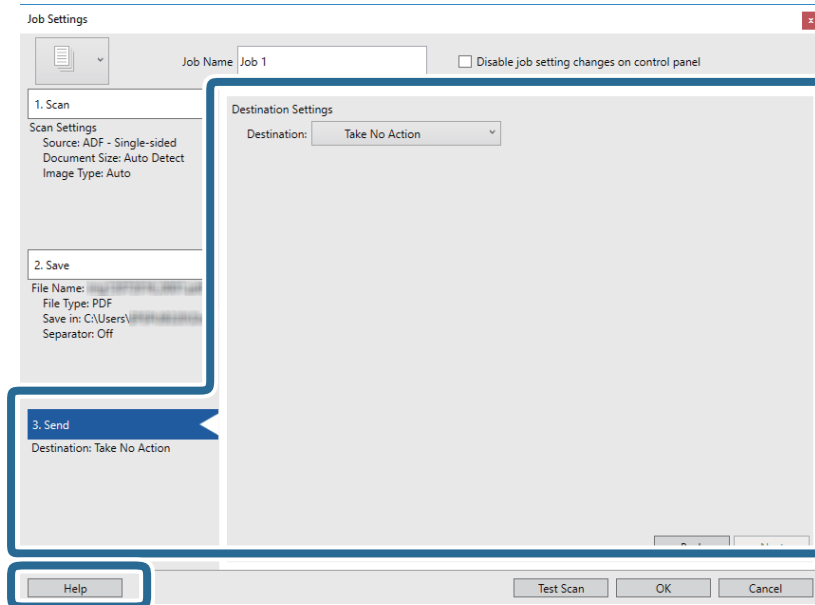 Job Settings
x
Job Name Job 1
Disable job setting changes on control panel
1. Scan
Scan Settings
Source: ADF - Single-sided
Document Size: Auto Detect
Image Type: Auto
2. Save
File Name:
File Type: PDF
Save in: C:\Users\
Separator: Off
3. Send
Destination: Take No Action
Destination Settings
Destination: Take No Action
Help
Test Scan
OK
Cancel